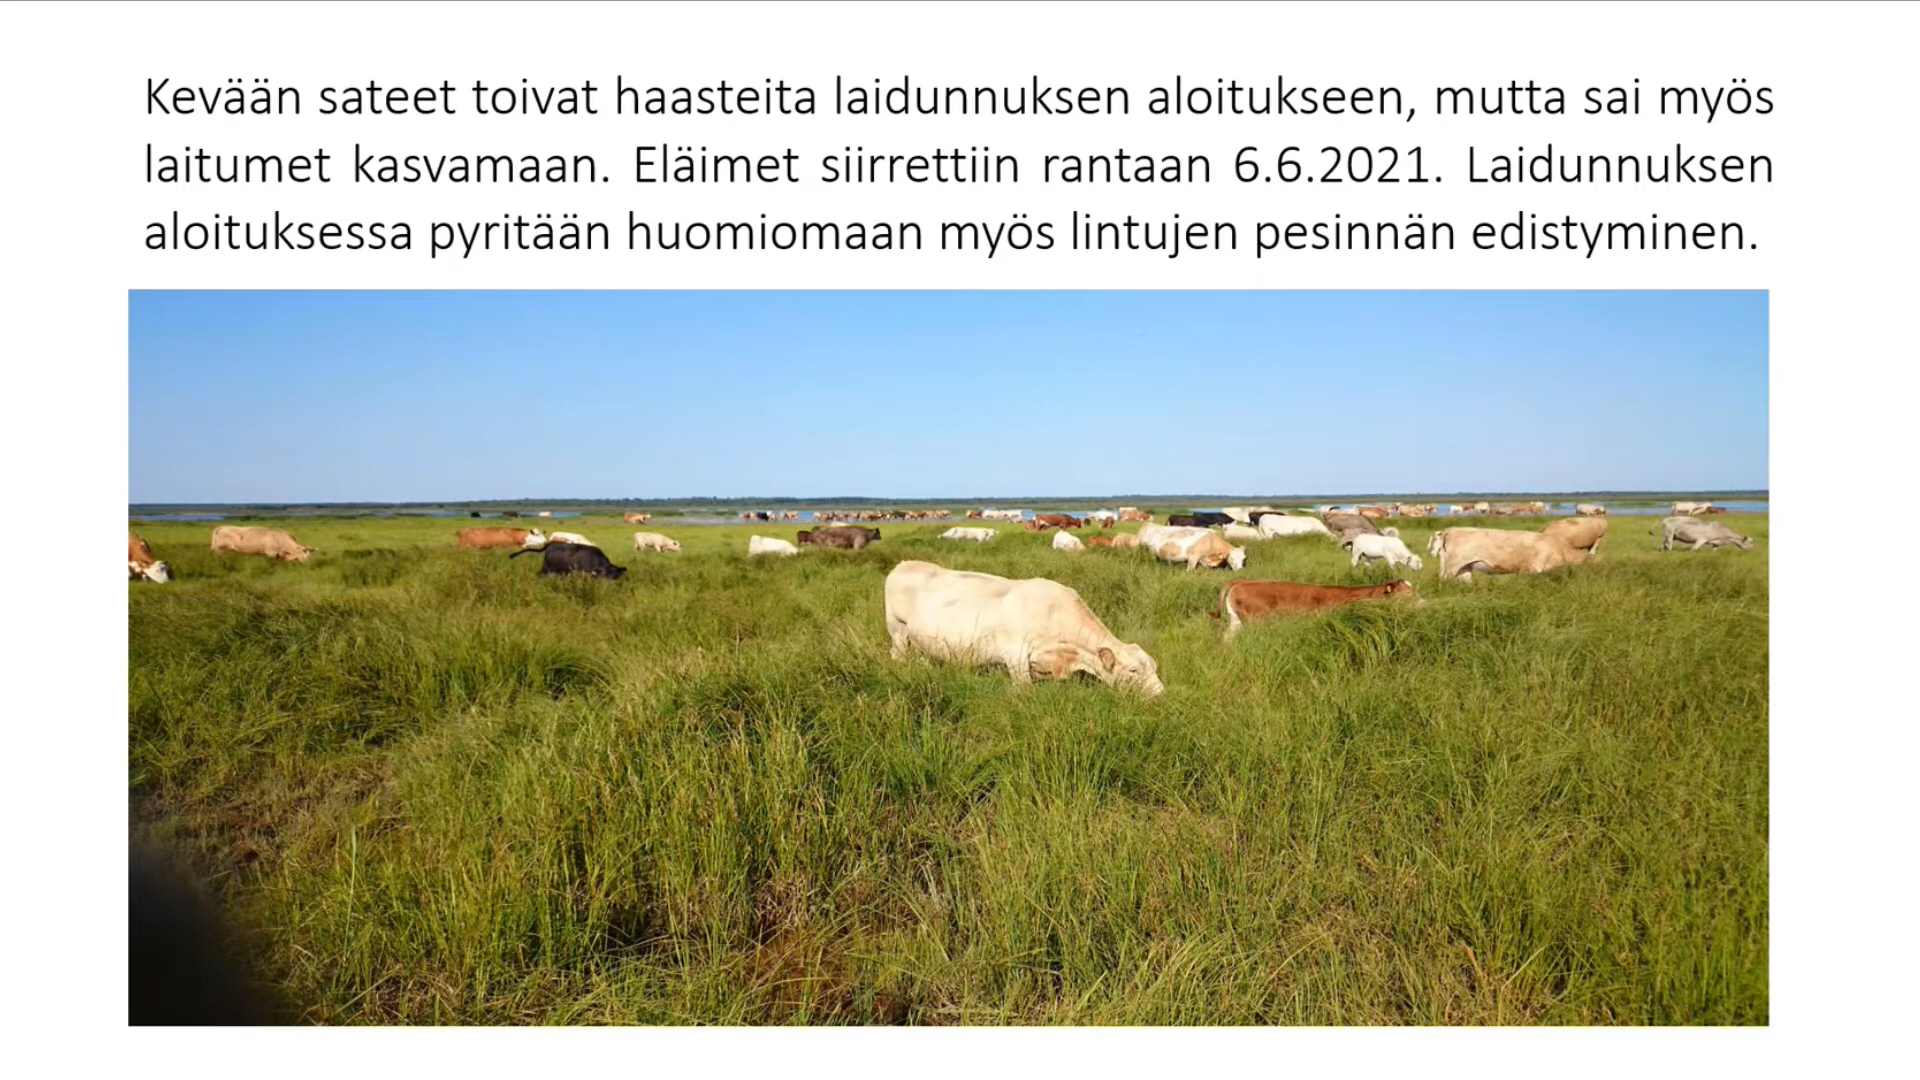 Kevään sateet toivat haasteita laidunnuksen aloitukseen, mutta sai myös
laitumet kasvamaan. Eläimet siirrettiin rantaan 6.6.2021. Laidunnuksen
aloituksessa pyritään huomiomaan myös lintujen pesinnän edistyminen.